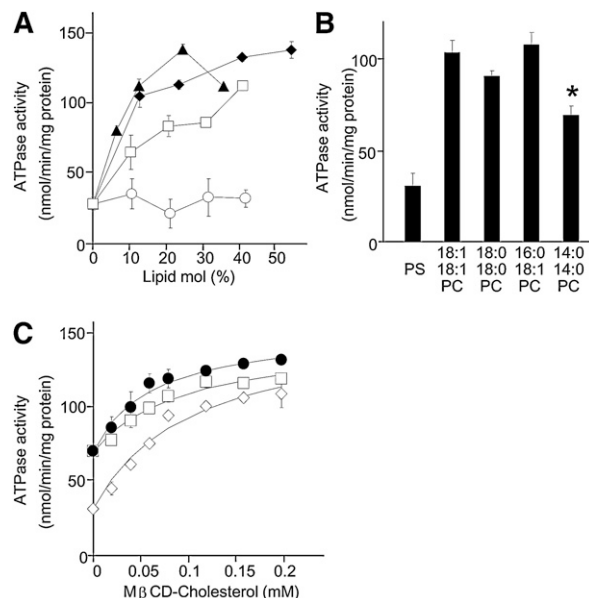 A
ATPase activity
(nmol/min/mg protein)
150
100
50
0
0 10 20 30 40 50
Lipid mol (%)
B
ATPase activity
(nmol/min/mg protein)
100
50
0
*
18:1 18:0 16:0 14:0
PS 18:1 18:0 18:1 14:0
PC PC PC PC
C
ATPase activity
(nmol/min/mg protein)
150
100
50
0
0 0.05 0.1 0.15 0.2
MβCD-Cholesterol (mM)